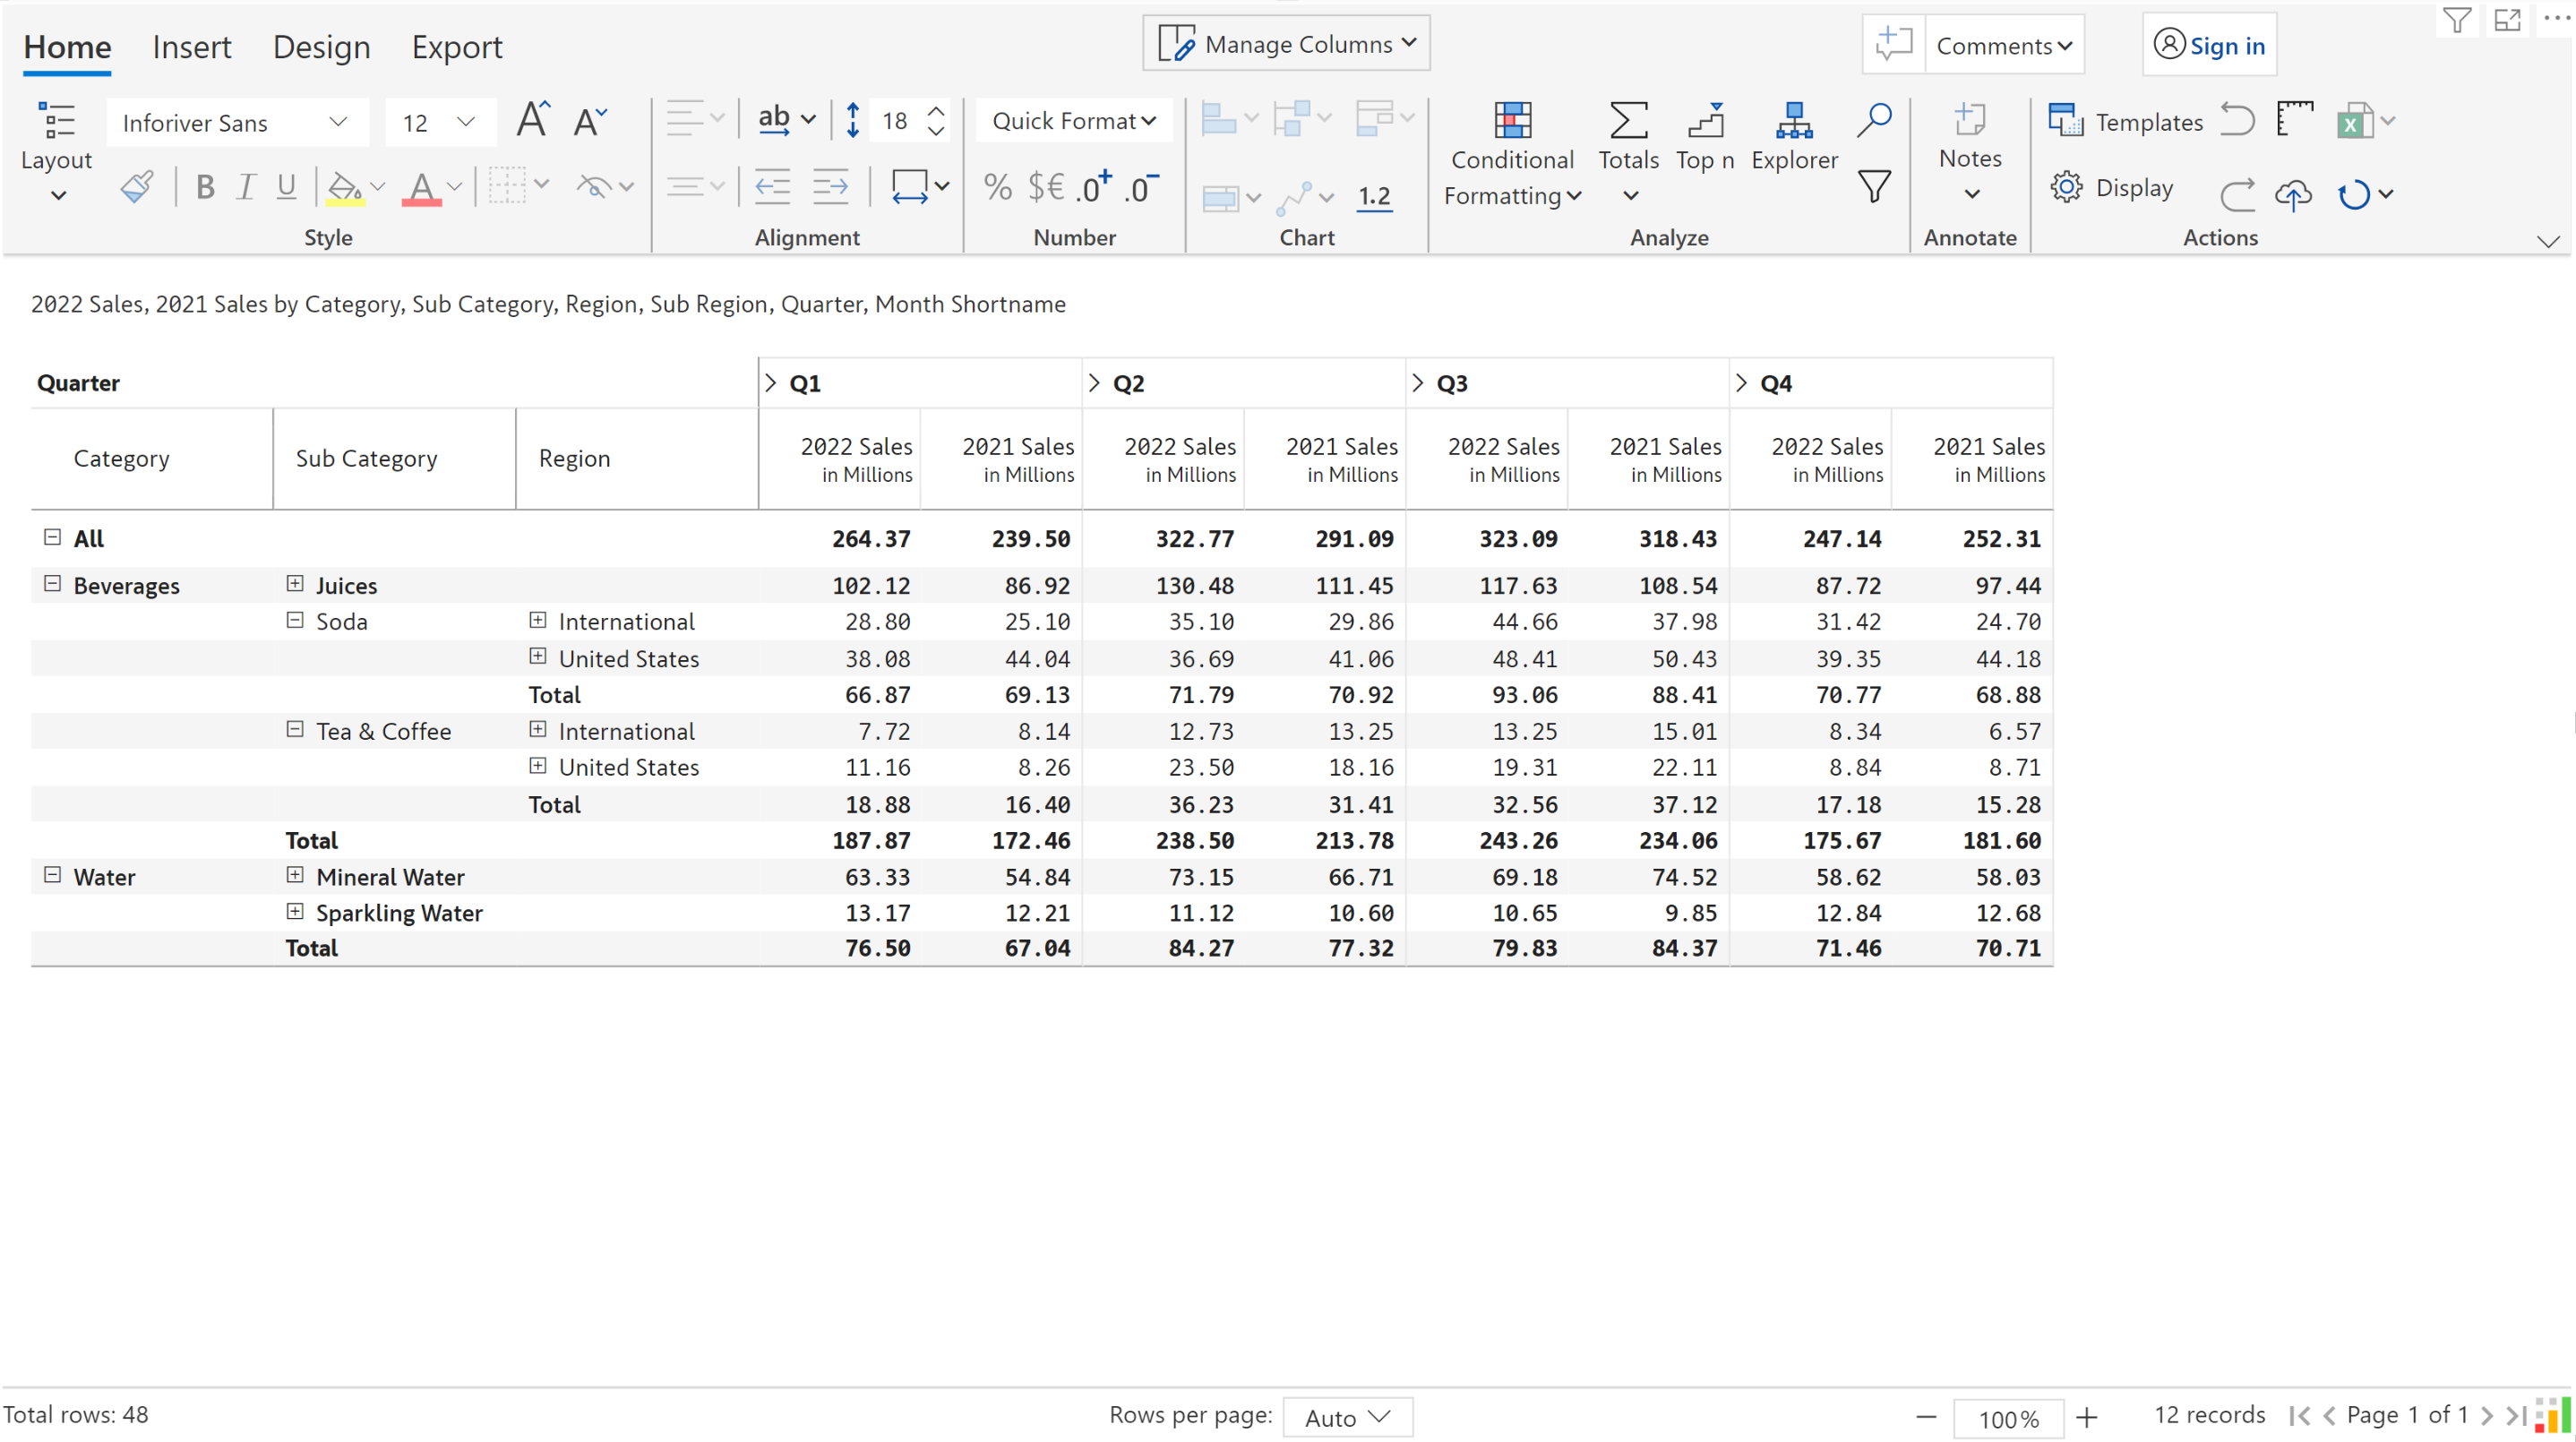 Home Insert Design Export Manage Columns Comments Sign in
Inforiver Sans 12 A A ab 18 Quick Format Templates
Layout Conditional Totals Top n Explorer Notes
B I U A % $€ .0+ .0- 1.2 Formatting Display
Style Alignment Number Chart Analyze Annotate Actions
2022 Sales, 2021 Sales by Category, Sub Category, Region, Sub Region, Quarter, Month Shortname
Quarter Q1 Q2 Q3 Q4
Category Sub Category Region 2022 Sales 2021 Sales 2022 Sales 2021 Sales 2022 Sales 2021 Sales 2022 Sales 2021 Sales
in Millions in Millions in Millions in Millions in Millions in Millions in Millions in Millions
All 264.37 239.50 322.77 291.09 323.09 318.43 247.14 252.31
Beverages Juices 102.12 86.92 130.48 111.45 117.63 108.54 87.72 97.44
Soda International 28.80 25.10 35.10 29.86 44.66 37.98 31.42 24.70
United States 38.08 44.04 36.69 41.06 48.41 50.43 39.35 44.18
Total 66.87 69.13 71.79 70.92 93.06 88.41 70.77 68.88
Tea & Coffee International 7.72 8.14 12.73 13.25 13.25 15.01 8.34 6.57
United States 11.16 8.26 23.50 18.16 19.31 22.11 8.84 8.71
Total 18.88 16.40 36.23 31.41 32.56 37.12 17.18 15.28
Total 187.87 172.46 238.50 213.78 243.26 234.06 175.67 181.60
Water Mineral Water 63.33 54.84 73.15 66.71 69.18 74.52 58.62 58.03
Sparkling Water 13.17 12.21 11.12 10.60 10.65 9.85 12.84 12.68
Total 76.50 67.04 84.27 77.32 79.83 84.37 71.46 70.71
Total rows: 48 Rows per page: Auto 100% 12 records Page 1 of 1